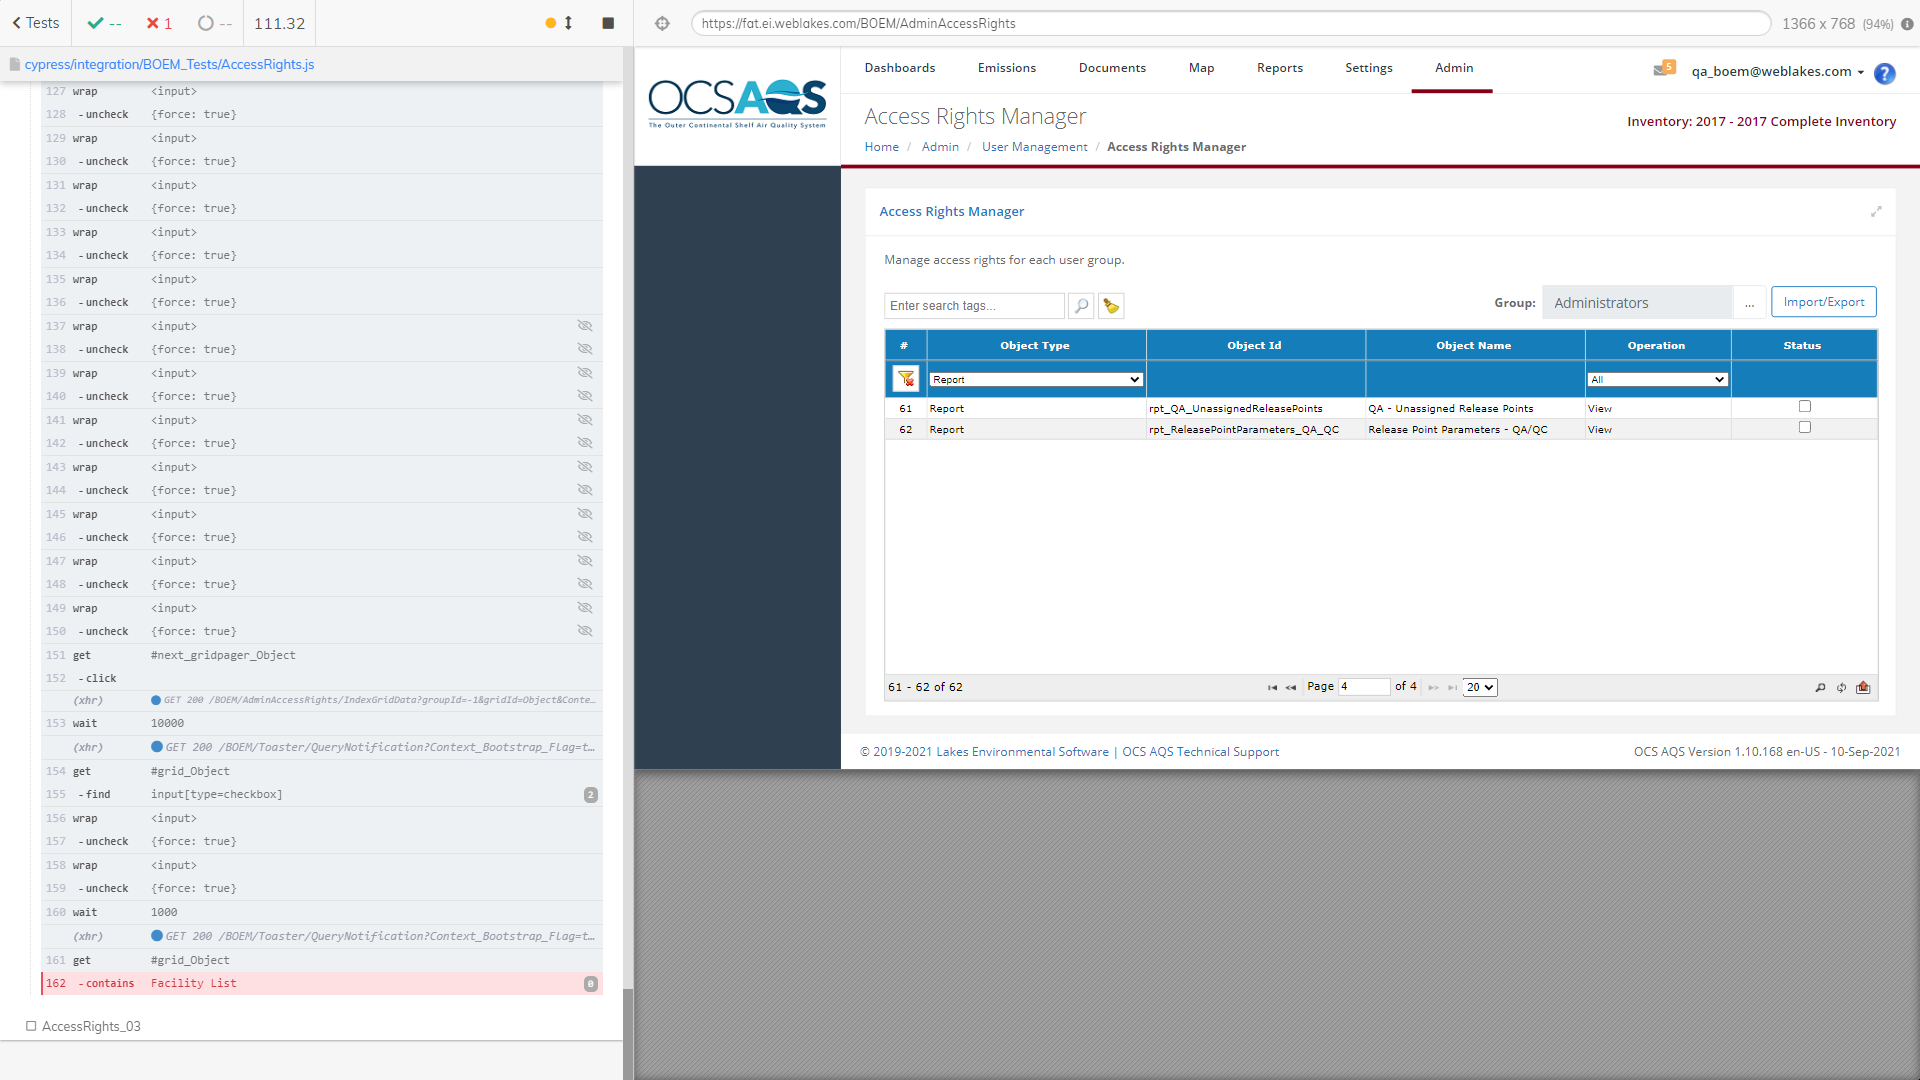 Tests
--
1
--
111.32
https://fat.ei.weblakes.com/BOEM/AdminAccessRights
1366 x 768 (94%)
cypress/integration/BOEM_Tests/AccessRights.js
127 wrap <input>
128 -uncheck {force: true}
129 wrap <input>
130 -uncheck {force: true}
131 wrap <input>
132 -uncheck {force: true}
133 wrap <input>
134 -uncheck {force: true}
135 wrap <input>
136 -uncheck {force: true}
137 wrap <input>
138 -uncheck {force: true}
139 wrap <input>
140 -uncheck {force: true}
141 wrap <input>
142 -uncheck {force: true}
143 wrap <input>
144 -uncheck {force: true}
145 wrap <input>
146 -uncheck {force: true}
147 wrap <input>
148 -uncheck {force: true}
149 wrap <input>
150 -uncheck {force: true}
151 get #next_gridpager_Object
152 -click
(xhr) GET 200 /BOEM/AdminAccessRights/IndexGridData?groupId=-1&gridId=Object&Conte…
153 wait 10000
(xhr) GET 200 /BOEM/Toaster/QueryNotification?Context_Bootstrap_Flag=t…
154 get #grid_Object
155 -find input[type=checkbox] 2
156 wrap <input>
157 -uncheck {force: true}
158 wrap <input>
159 -uncheck {force: true}
160 wait 1000
(xhr) GET 200 /BOEM/Toaster/QueryNotification?Context_Bootstrap_Flag=t…
161 get #grid_Object
162 -contains Facility List 0
AccessRights_03
OCSAQS
The Outer Continental Shelf Air Quality System
Dashboards Emissions Documents Map Reports Settings Admin
5
qa_boem@weblakes.com
?
Access Rights Manager
Inventory: 2017 - 2017 Complete Inventory
Home / Admin / User Management / Access Rights Manager
Access Rights Manager
Manage access rights for each user group.
Enter search tags...
Group: Administrators ... Import/Export
# Object Type Object Id Object Name Operation Status
Report All
61 Report rpt_QA_UnassignedReleasePoints QA - Unassigned Release Points View
62 Report rpt_ReleasePointParameters_QA_QC Release Point Parameters - QA/QC View
61 - 62 of 62 Page 4 of 4 20
© 2019-2021 Lakes Environmental Software | OCS AQS Technical Support
OCS AQS Version 1.10.168 en-US - 10-Sep-2021